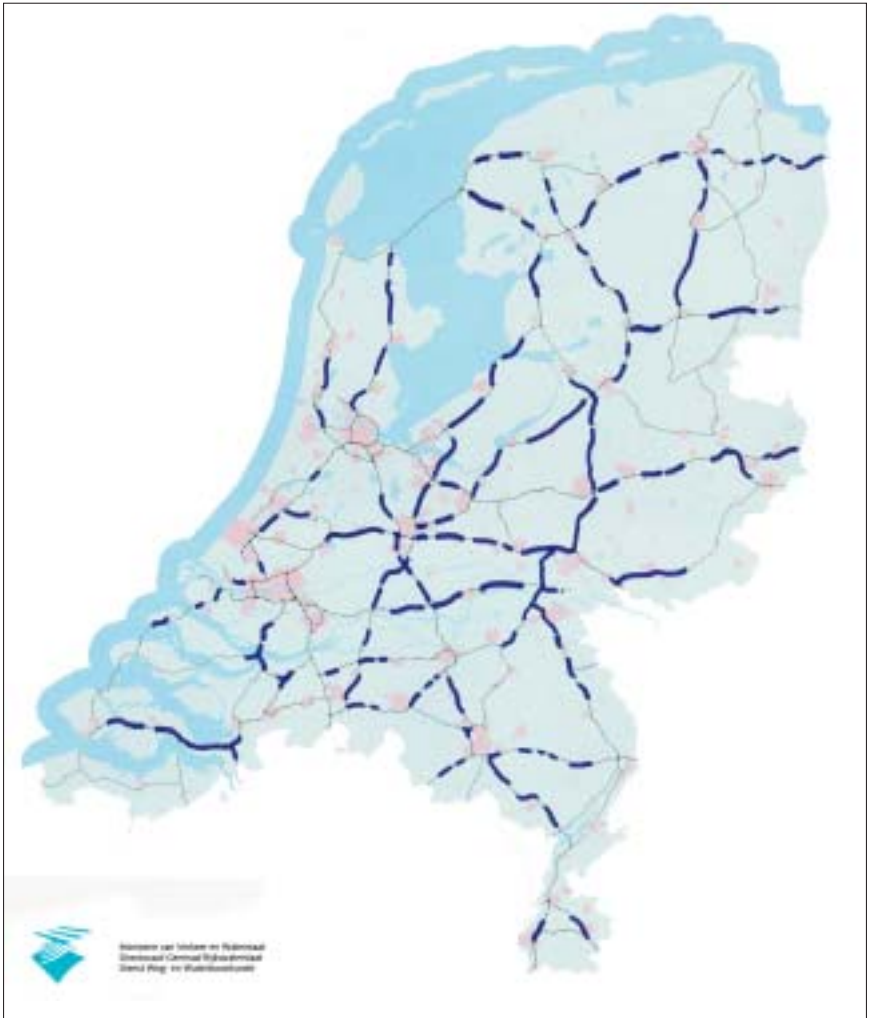 Ministerie van Verkeer en Waterstaat
Directoraat-Generaal Rijkswaterstaat
Dienst Weg- en Waterbouwkunde